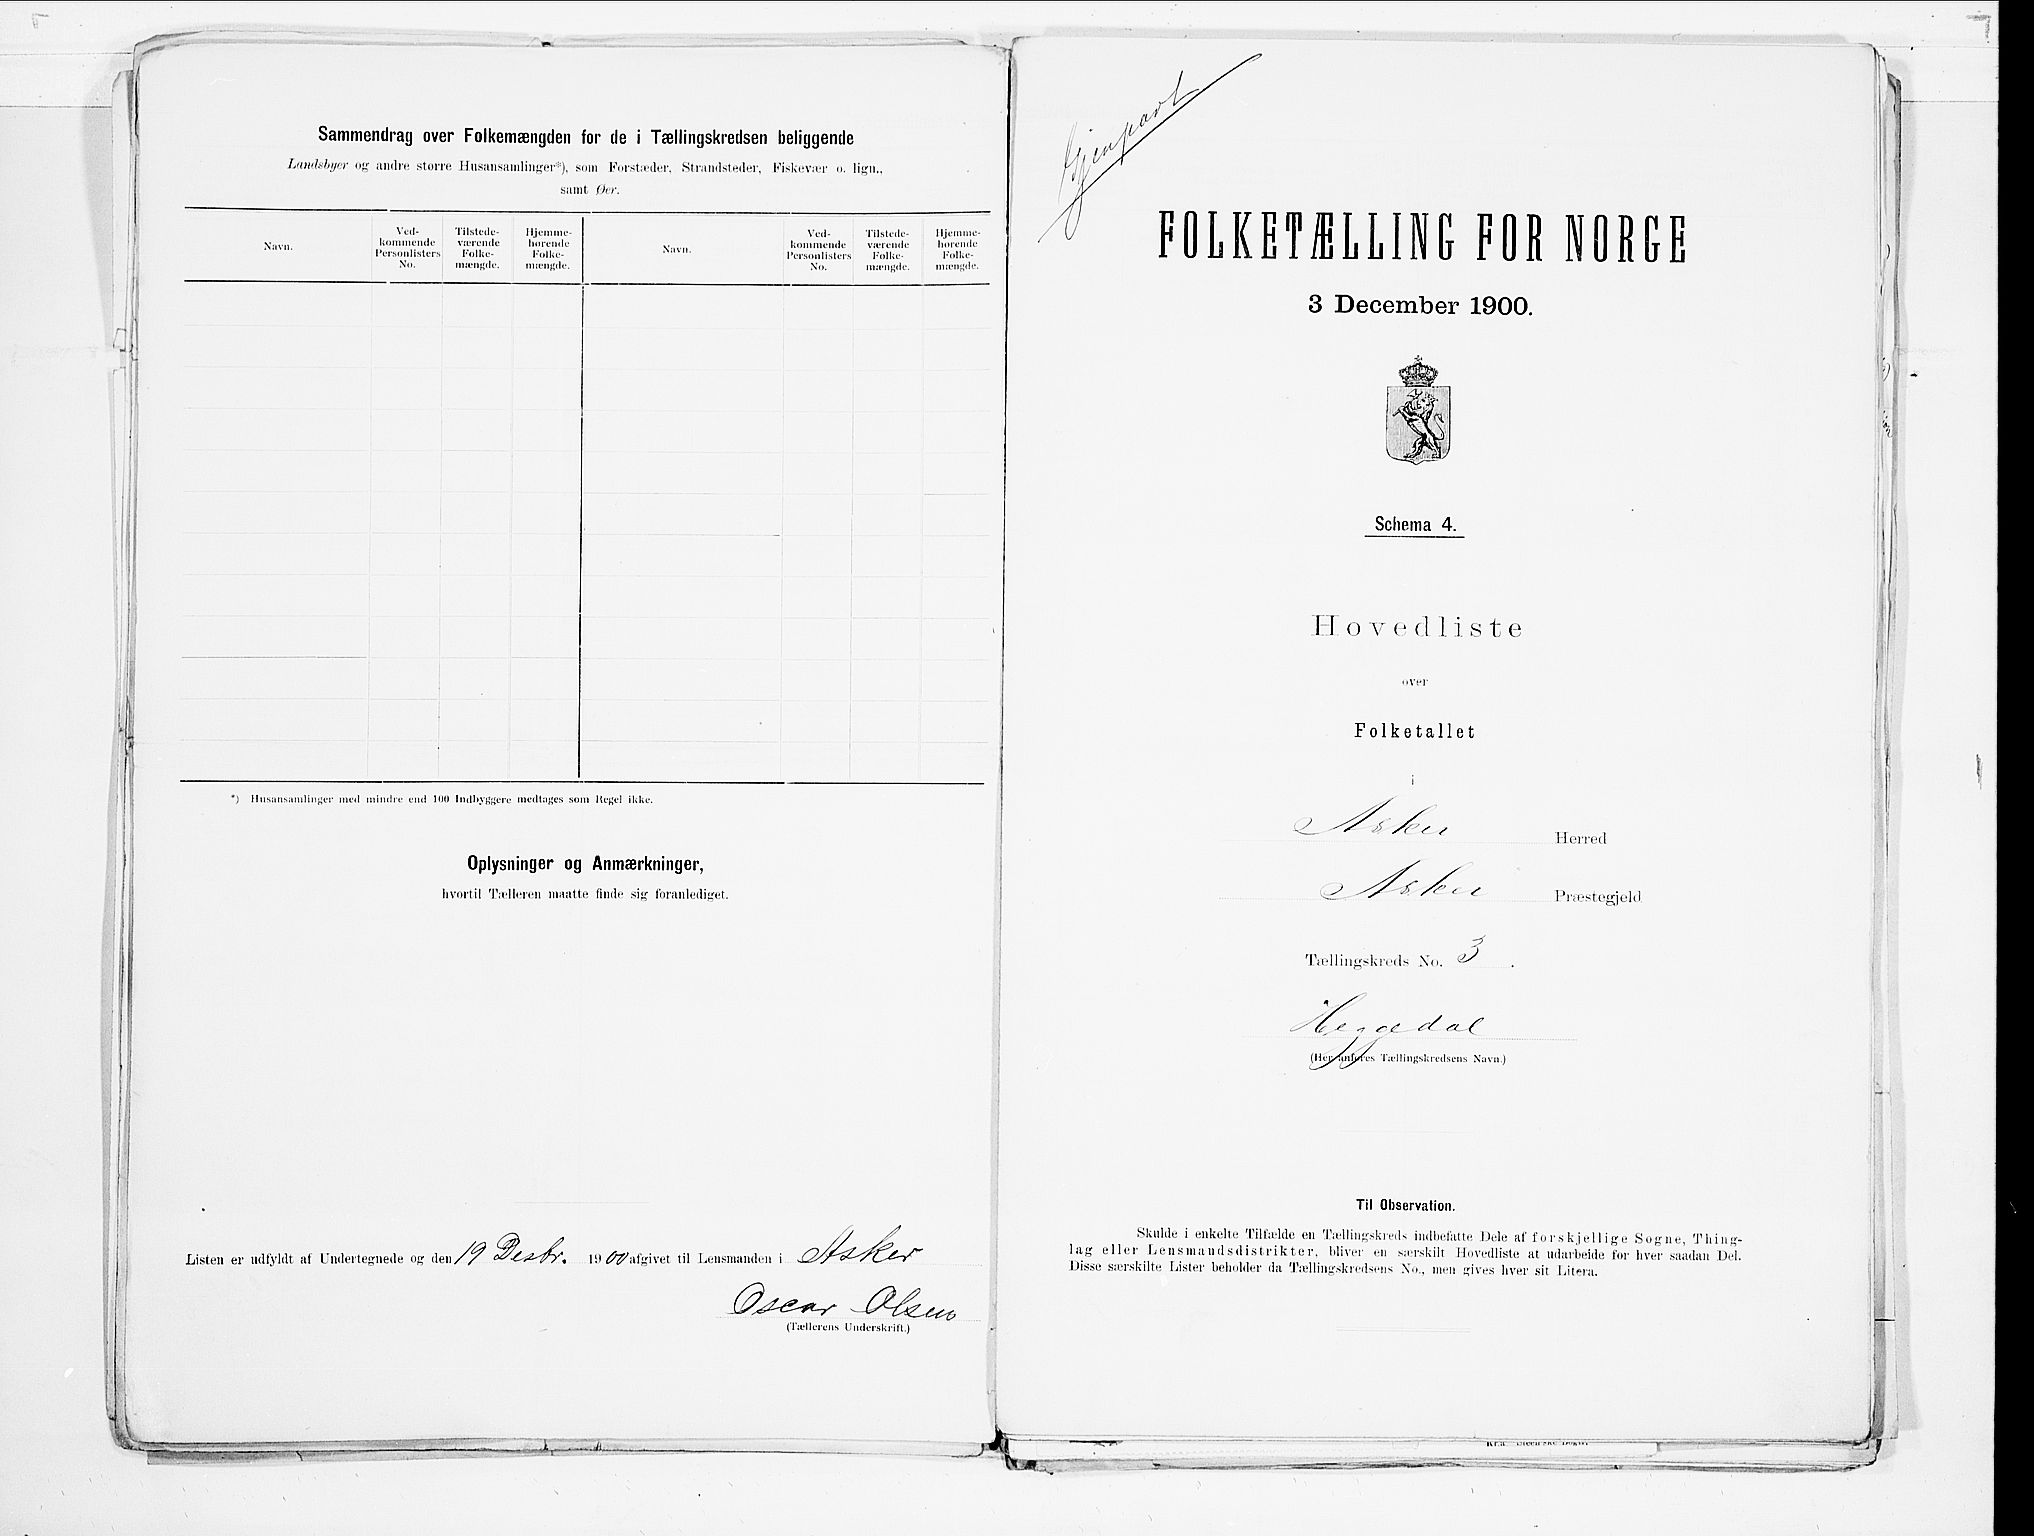 Sammendrag over Folkemængden for de i Tællingskredsen beliggende
Landsbyer og andre større Husansamlinger*), som Forstæder, Strandsteder, Fiskevær o. lign.,
samt Øer.
Navn.
Ved-
kommende
Personlisters
No.
Tilstede-
værende
Folke-
mængde.
Hjemme-
hørende
Folke-
mængde.
Navn.
Ved-
kommende
Personlisters
No.
Tilstede-
værende
Folke-
mængde.
Hjemme-
hørende
Folke-
mængde.
*) Husansamlinger med mindre end 100 Indbyggere medtages som Regel ikke.
Oplysninger og Anmærkninger,
hvortil Tælleren maatte finde sig foranlediget.
Listen er udfyldt af Undertegnede og den 19 Desbr. 1900 afgivet til Lensmanden i Asker
Oscar Olsen
(Tællerens Underskrift.)
Gjenpart
FOLKETÆLLING FOR NORGE
3 December 1900.
Schema 4.
Hovedliste
over
Folketallet
i
Asker Herred
Asker Præstegjeld
Tællingskreds No. 3.
Heggedal
(Her anføres Tællingskredsens Navn.)
Til Observation.
Skulde i enkelte Tilfælde en Tællingskreds indbefatte Dele af forskjellige Sogne, Thing-
lag eller Lensmandsdistrikter, bliver en særskilt Hovedliste at udarbeide for hver saadan Del.
Disse særskilte Lister beholder da Tællingskredsens No., men gives hver sit Litera.